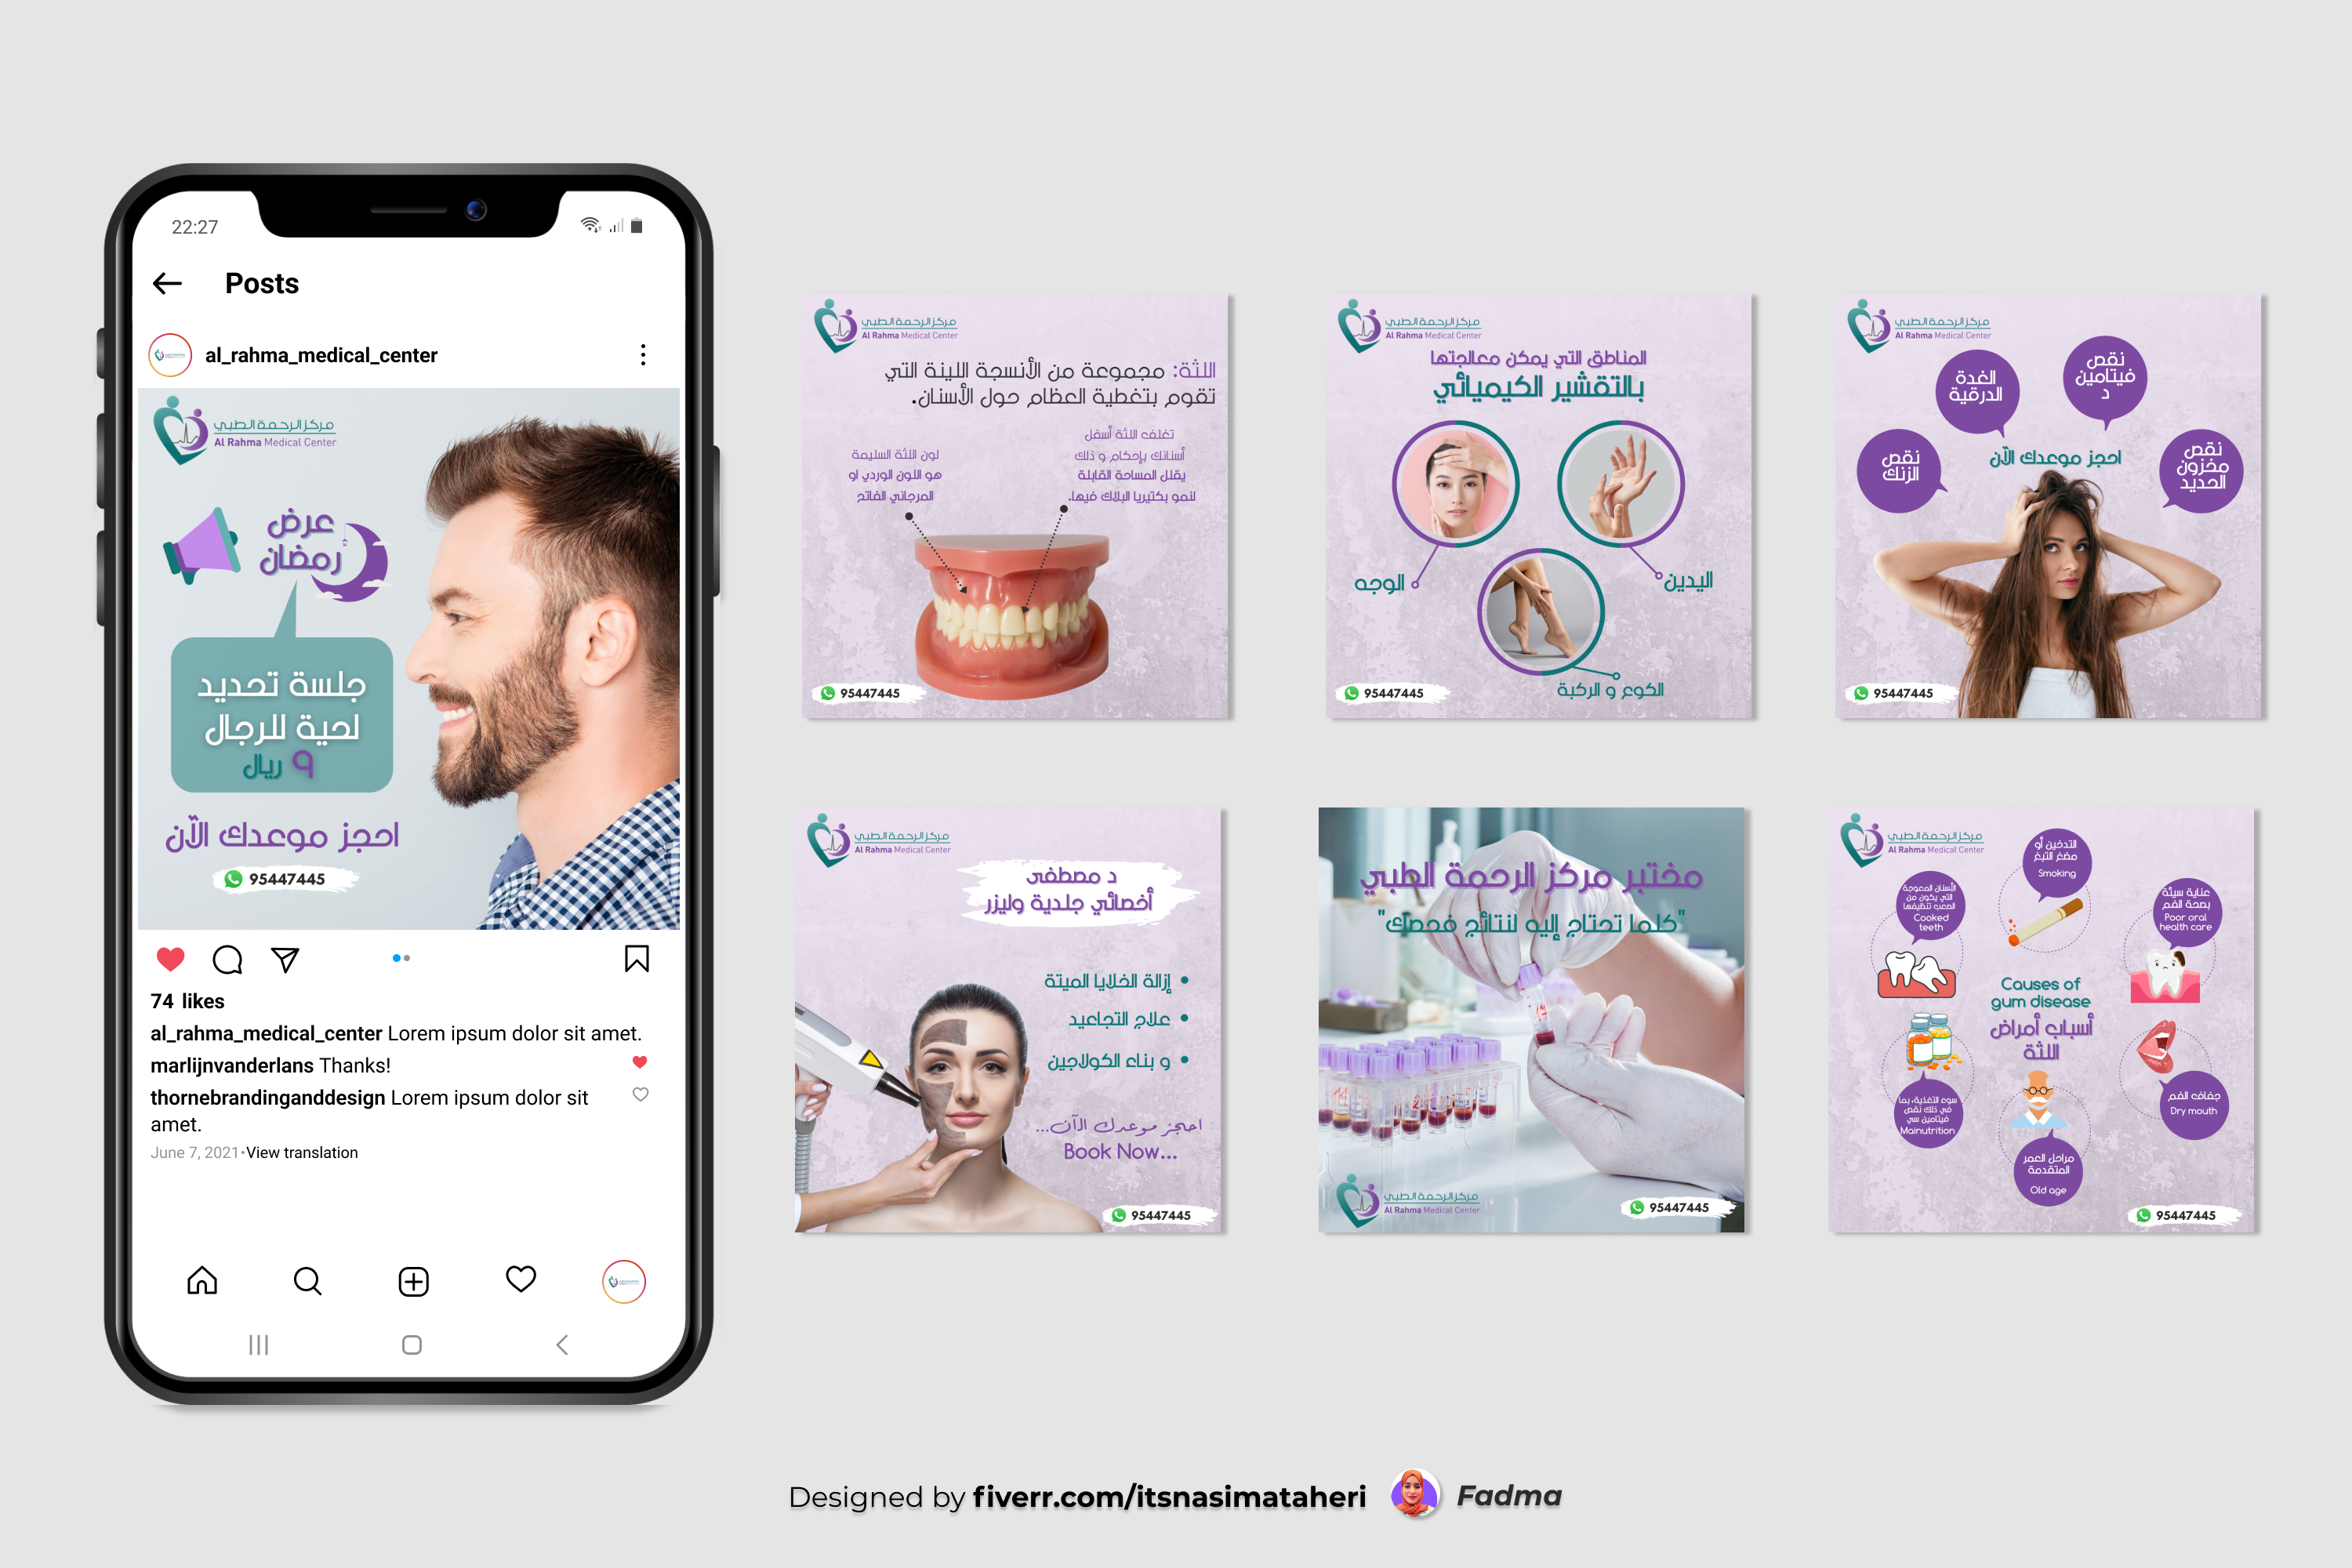 22:27
Posts
al_rahma_medical_center
مركز الرحمة الطبي
Al Rahma Medical Center
عرض
رمضان
جلسة تحديد
لحية للرجال
٩ ريال
احجز موعدك الآن
95447445
74 likes
al_rahma_medical_center Lorem ipsum dolor sit amet.
marlijnvanderlans Thanks!
thornebrandinganddesign Lorem ipsum dolor sit
amet.
June 7, 2021•View translation
مركز الرحمة الطبي
Al Rahma Medical Center
اللثة: مجموعة من الأنسجة اللينة التي
تقوم بتغطية العظام حول الأسنان.
تغلف اللثة أسفل
أسنانك بإحكام و ذلك
يقلل المساحة القابلة
لنمو بكتيريا البلاك فيها.
لون اللثة السليمة
هو اللون الوردي او
المرجاني الفاتح
95447445
مركز الرحمة الطبي
Al Rahma Medical Center
المناطق التي يمكن معالجتها
بالتقشير الكيميائي
الوجه
اليدين
الكوع و الركبة
95447445
مركز الرحمة الطبي
Al Rahma Medical Center
نقص
فيتامين
د
الغدة
الدرقية
نقص
مخزون
الحديد
نقص
الزنك
احجز موعدك الآن
95447445
مركز الرحمة الطبي
Al Rahma Medical Center
د مصطفى
أخصائي جلدية وليزر
• إزالة الخلايا الميتة
• علاج التجاعيد
• و بناء الكولاجين
احجز موعدك الآن...
Book Now...
95447445
مختبر مركز الرحمة الطبي
"كلما تحتاج إليه لنتائج فحصك"
مركز الرحمة الطبي
Al Rahma Medical Center
95447445
مركز الرحمة الطبي
Al Rahma Medical Center
التدخين أو
مضغ التبغ
Smoking
الأسنان المعوجة
التي يكون من
الصعب تنظيفها
Cooked
teeth
عناية سيئة
بصحة الفم
Poor oral
health care
Causes of
gum disease
أسباب أمراض
اللثة
سوء التغذية، بما
في ذلك نقص
فيتامين سي
Mainutrition
جفاف الفم
Dry mouth
مراحل العمر
المتقدمة
Old age
95447445
Designed by fiverr.com/itsnasimataheri
Fadma